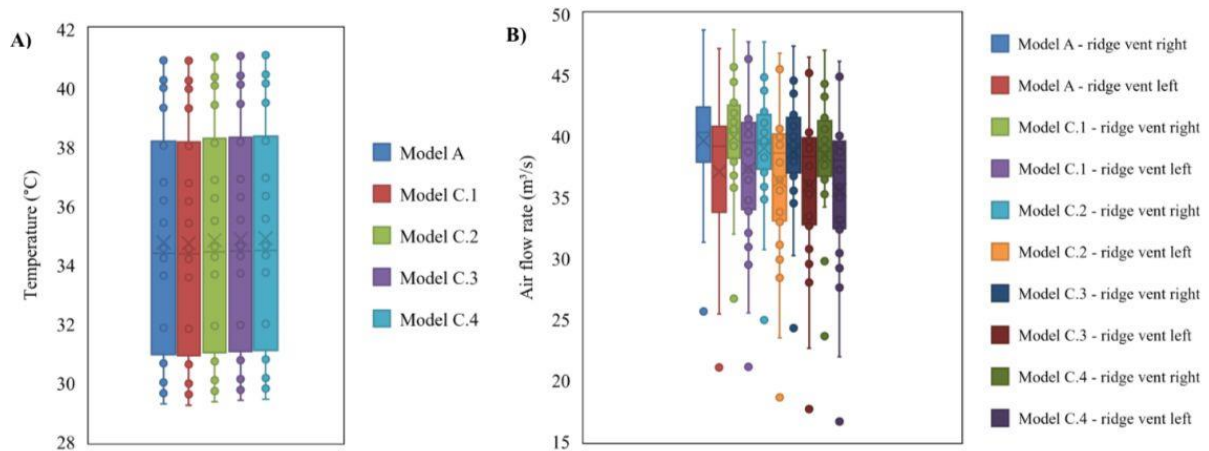 A)
Temperature (°C)
42
40
38
36
34
32
30
28
Model A
Model C.1
Model C.2
Model C.3
Model C.4
B)
Air flow rate (m³/s)
50
45
40
35
30
25
20
15
Model A - ridge vent right
Model A - ridge vent left
Model C.1 - ridge vent right
Model C.1 - ridge vent left
Model C.2 - ridge vent right
Model C.2 - ridge vent left
Model C.3 - ridge vent right
Model C.3 - ridge vent left
Model C.4 - ridge vent right
Model C.4 - ridge vent left